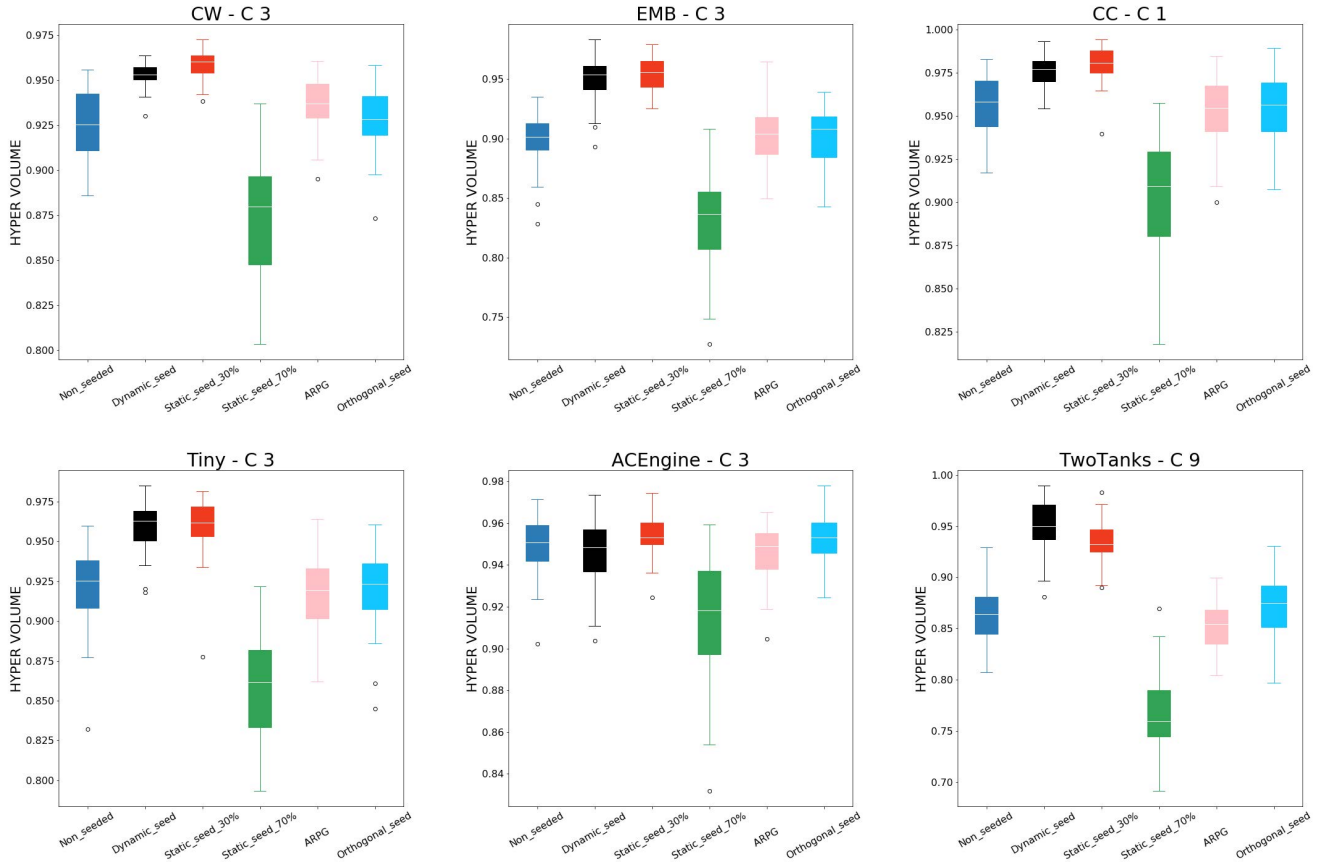 CW - C 3
HYPER VOLUME
0.975
0.950
0.925
0.900
0.875
0.850
0.825
0.800
Non_seeded
Dynamic_seed
Static_seed_30%
Static_seed_70%
ARPG
Orthogonal_seed
EMB - C 3
HYPER VOLUME
0.95
0.90
0.85
0.80
0.75
Non_seeded
Dynamic_seed
Static_seed_30%
Static_seed_70%
ARPG
Orthogonal_seed
CC - C 1
HYPER VOLUME
1.000
0.975
0.950
0.925
0.900
0.875
0.850
0.825
Non_seeded
Dynamic_seed
Static_seed_30%
Static_seed_70%
ARPG
Orthogonal_seed
Tiny - C 3
HYPER VOLUME
0.975
0.950
0.925
0.900
0.875
0.850
0.825
0.800
Non_seeded
Dynamic_seed
Static_seed_30%
Static_seed_70%
ARPG
Orthogonal_seed
ACEngine - C 3
HYPER VOLUME
0.98
0.96
0.94
0.92
0.90
0.88
0.86
0.84
Non_seeded
Dynamic_seed
Static_seed_30%
Static_seed_70%
ARPG
Orthogonal_seed
TwoTanks - C 9
HYPER VOLUME
1.00
0.95
0.90
0.85
0.80
0.75
0.70
Non_seeded
Dynamic_seed
Static_seed_30%
Static_seed_70%
ARPG
Orthogonal_seed